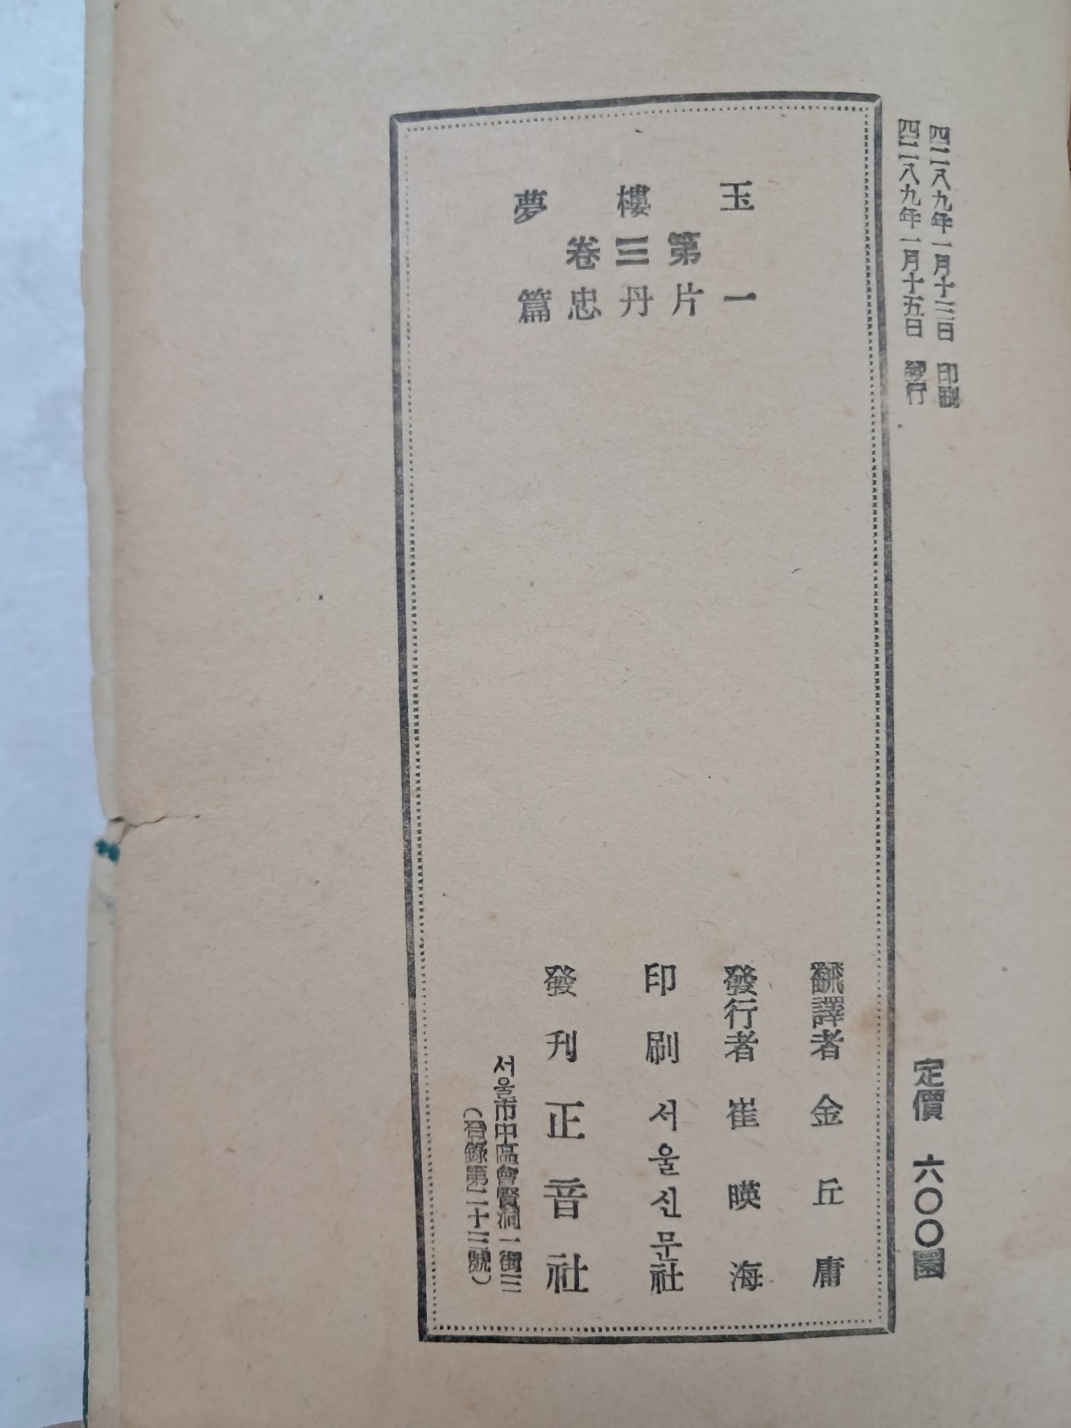 四二八九年一月十三日 印刷
四二八九年一月十五日 發行
定價 六〇〇圜
玉樓夢
第三卷
一片丹忠篇
飜譯者 金丘庸
發行者 崔暎海
印刷 서울신문社
發刊 正音社
서울市中區會賢洞一街三
(登錄第二十三號)